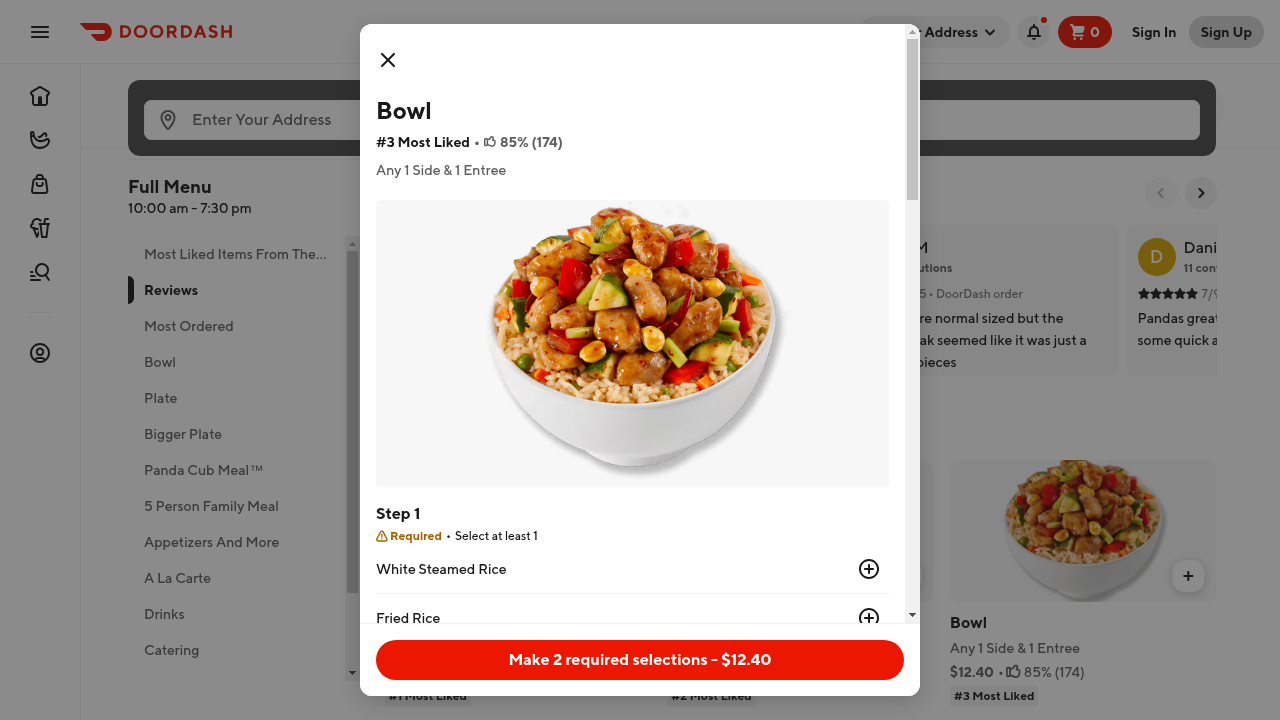 DOORDASH
Address
0
Sign In
Sign Up
Enter Your Address
Full Menu
10:00 am - 7:30 pm
Most Liked Items From The...
Reviews
Most Ordered
Bowl
Plate
Bigger Plate
Panda Cub Meal™
5 Person Family Meal
Appetizers And More
A La Carte
Drinks
Catering
Bowl
#3 Most Liked • 85% (174)
Any 1 Side & 1 Entree
Step 1
Required • Select at least 1
White Steamed Rice
Fried Rice
Make 2 required selections - $12.40
M
utions
5 • DoorDash order
re normal sized but the
ak seemed like it was just a
pieces
D
Dani
11 con
7/9
Pandas great
some quick a
Bowl
Any 1 Side & 1 Entree
$12.40 • 85% (174)
#3 Most Liked
#1 Most Liked
#2 Most Liked